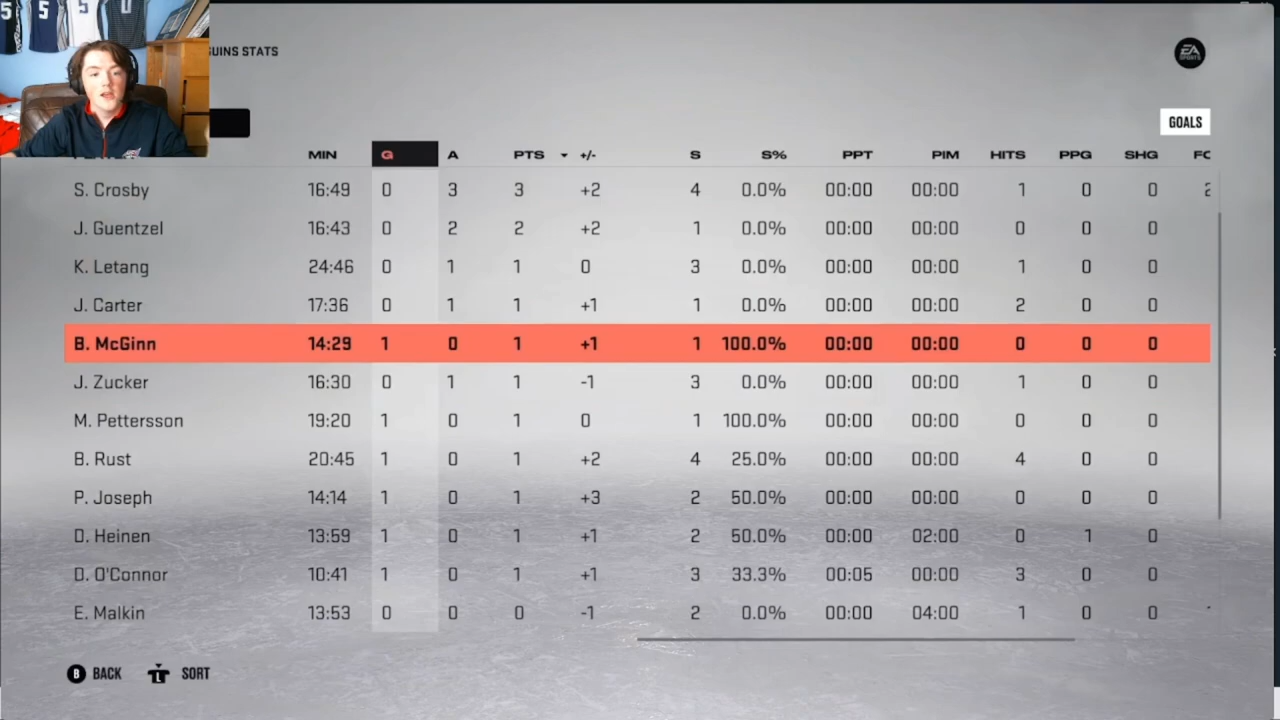 5 5 5 0
UINS STATS
EA SPORTS
GOALS
MIN G A PTS +/- S S% PPT PIM HITS PPG SHG
S. Crosby 16:49 0 3 3 +2 4 0.0% 00:00 00:00 1 0 0 2
J. Guentzel 16:43 0 2 2 +2 1 0.0% 00:00 00:00 0 0 0
K. Letang 24:46 0 1 1 0 3 0.0% 00:00 00:00 1 0 0
J. Carter 17:36 0 1 1 +1 1 0.0% 00:00 00:00 2 0 0
B. McGinn 14:29 1 0 1 +1 1 100.0% 00:00 00:00 0 0 0
J. Zucker 16:30 0 1 1 -1 3 0.0% 00:00 00:00 1 0 0
M. Pettersson 19:20 1 0 1 0 1 100.0% 00:00 00:00 0 0 0
B. Rust 20:45 1 0 1 +2 4 25.0% 00:00 00:00 4 0 0
P. Joseph 14:14 1 0 1 +3 2 50.0% 00:00 00:00 0 0 0
D. Heinen 13:59 1 0 1 +1 2 50.0% 00:00 02:00 0 1 0
D. O'Connor 10:41 1 0 1 +1 3 33.3% 00:05 00:00 3 0 0
E. Malkin 13:53 0 0 0 -1 2 0.0% 00:00 04:00 1 0 0
B BACK L SORT